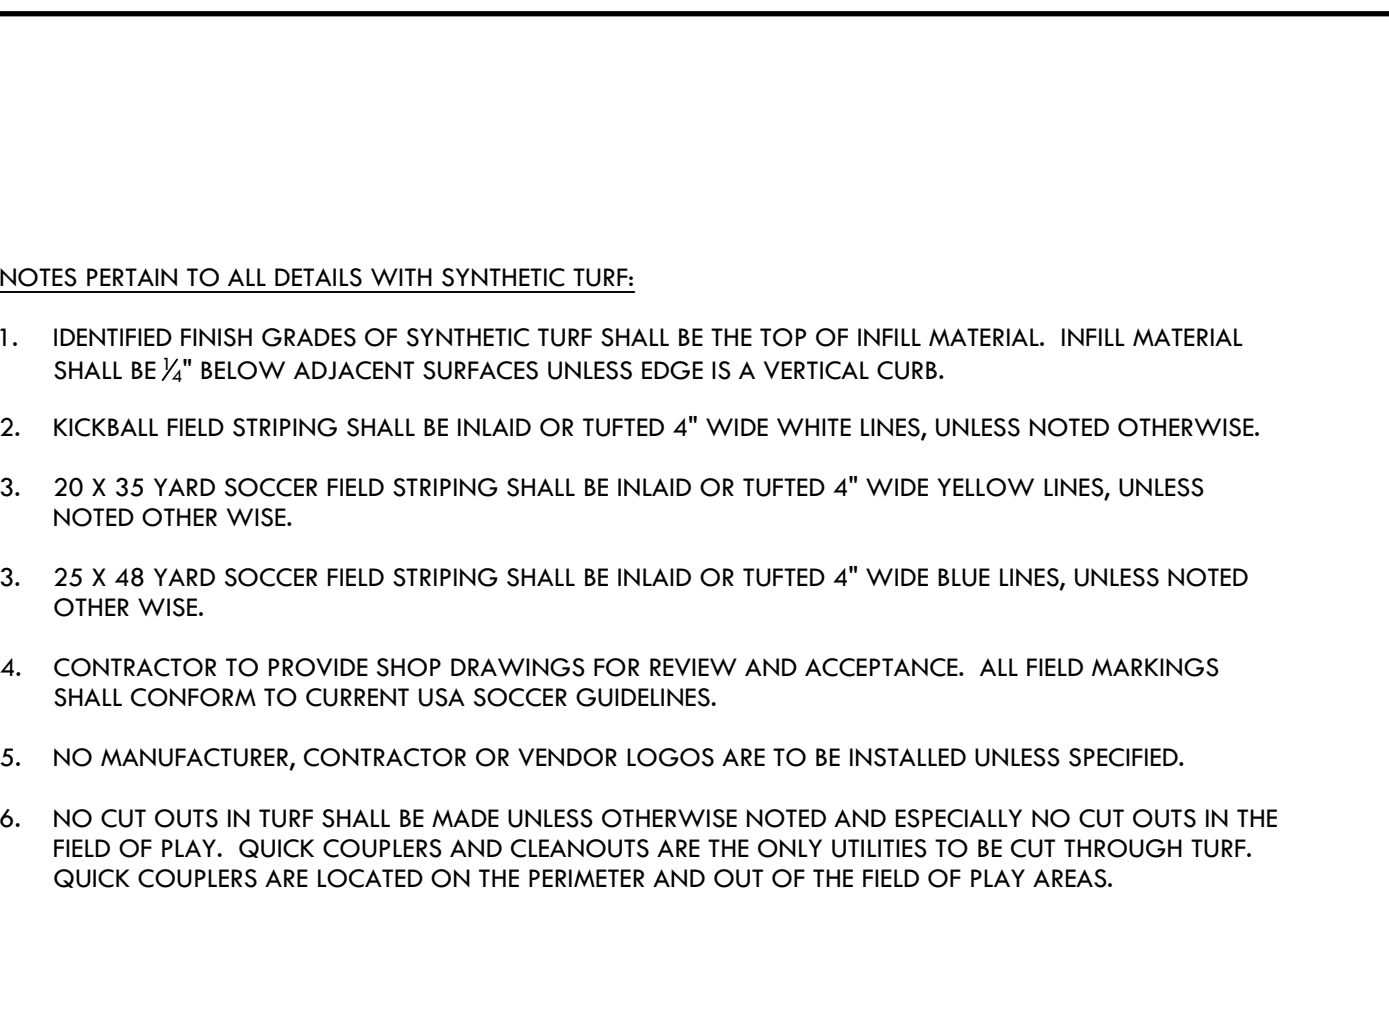 NOTES PERTAIN TO ALL DETAILS WITH SYNTHETIC TURF:
1. IDENTIFIED FINISH GRADES OF SYNTHETIC TURF SHALL BE THE TOP OF INFILL MATERIAL. INFILL MATERIAL
SHALL BE ¼" BELOW ADJACENT SURFACES UNLESS EDGE IS A VERTICAL CURB.
2. KICKBALL FIELD STRIPING SHALL BE INLAID OR TUFTED 4" WIDE WHITE LINES, UNLESS NOTED OTHERWISE.
3. 20 X 35 YARD SOCCER FIELD STRIPING SHALL BE INLAID OR TUFTED 4" WIDE YELLOW LINES, UNLESS
NOTED OTHER WISE.
3. 25 X 48 YARD SOCCER FIELD STRIPING SHALL BE INLAID OR TUFTED 4" WIDE BLUE LINES, UNLESS NOTED
OTHER WISE.
4. CONTRACTOR TO PROVIDE SHOP DRAWINGS FOR REVIEW AND ACCEPTANCE. ALL FIELD MARKINGS
SHALL CONFORM TO CURRENT USA SOCCER GUIDELINES.
5. NO MANUFACTURER, CONTRACTOR OR VENDOR LOGOS ARE TO BE INSTALLED UNLESS SPECIFIED.
6. NO CUT OUTS IN TURF SHALL BE MADE UNLESS OTHERWISE NOTED AND ESPECIALLY NO CUT OUTS IN THE
FIELD OF PLAY. QUICK COUPLERS AND CLEANOUTS ARE THE ONLY UTILITIES TO BE CUT THROUGH TURF.
QUICK COUPLERS ARE LOCATED ON THE PERIMETER AND OUT OF THE FIELD OF PLAY AREAS.